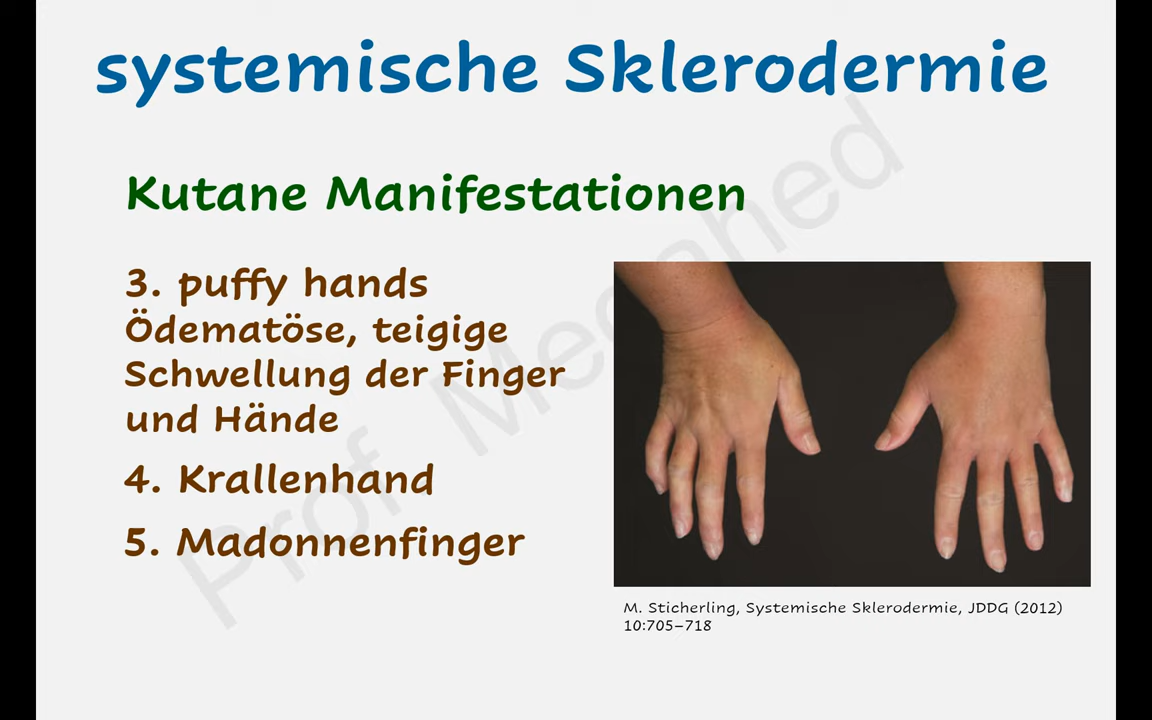 systemische Sklerodermie
Kutane Manifestationen
3. puffy hands
Ödematöse, teigige
Schwellung der Finger
und Hände
4. Krallenhand
5. Madonnenfinger
M. Sticherling, Systemische Sklerodermie, JDDG (2012)
10:705–718
Prof